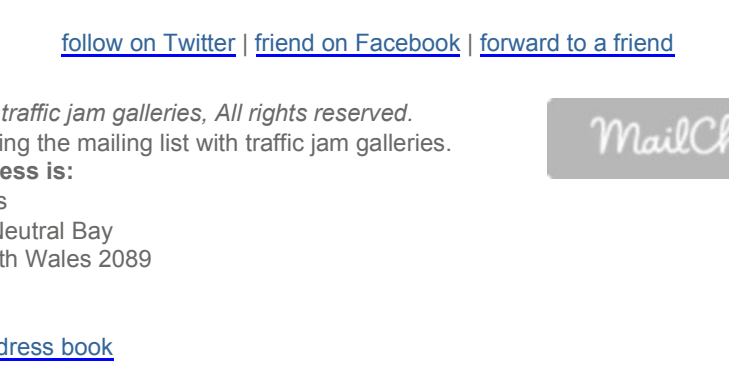 follow on Twitter | friend on Facebook | forward to a friend
traffic jam galleries, All rights reserved.
ing the mailing list with traffic jam galleries.
MailCh
ess is:
s
Neutral Bay
th Wales 2089
dress book